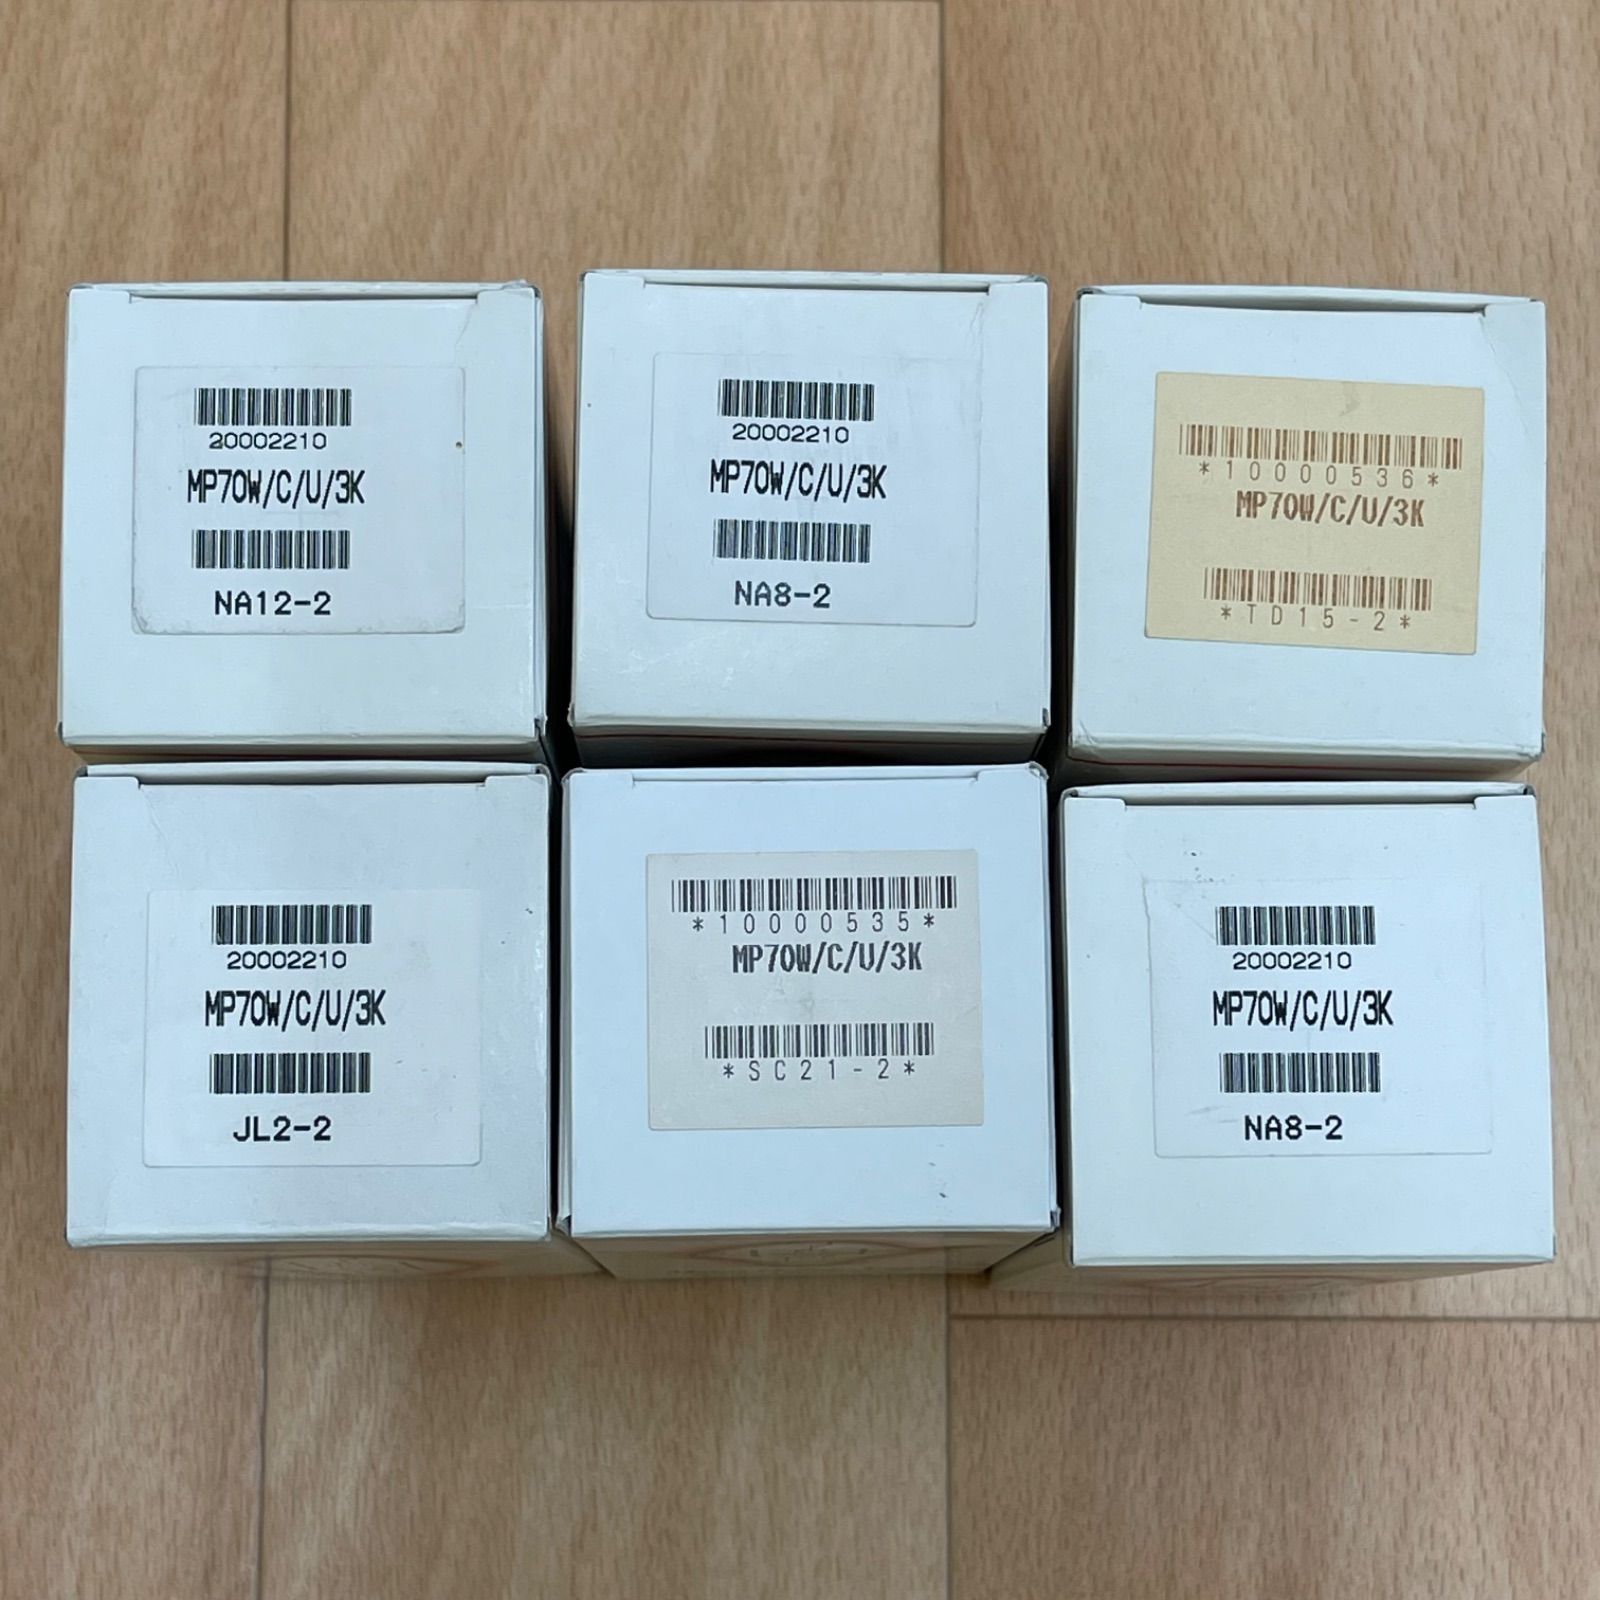 20002210
MP70W/C/U/3K
NA12-2
20002210
MP70W/C/U/3K
NA8-2
*10000536*
MP70W/C/U/3K
*TD15-2*
20002210
MP70W/C/U/3K
JL2-2
*10000535*
MP70W/C/U/3K
*SC21-2*
20002210
MP70W/C/U/3K
NA8-2